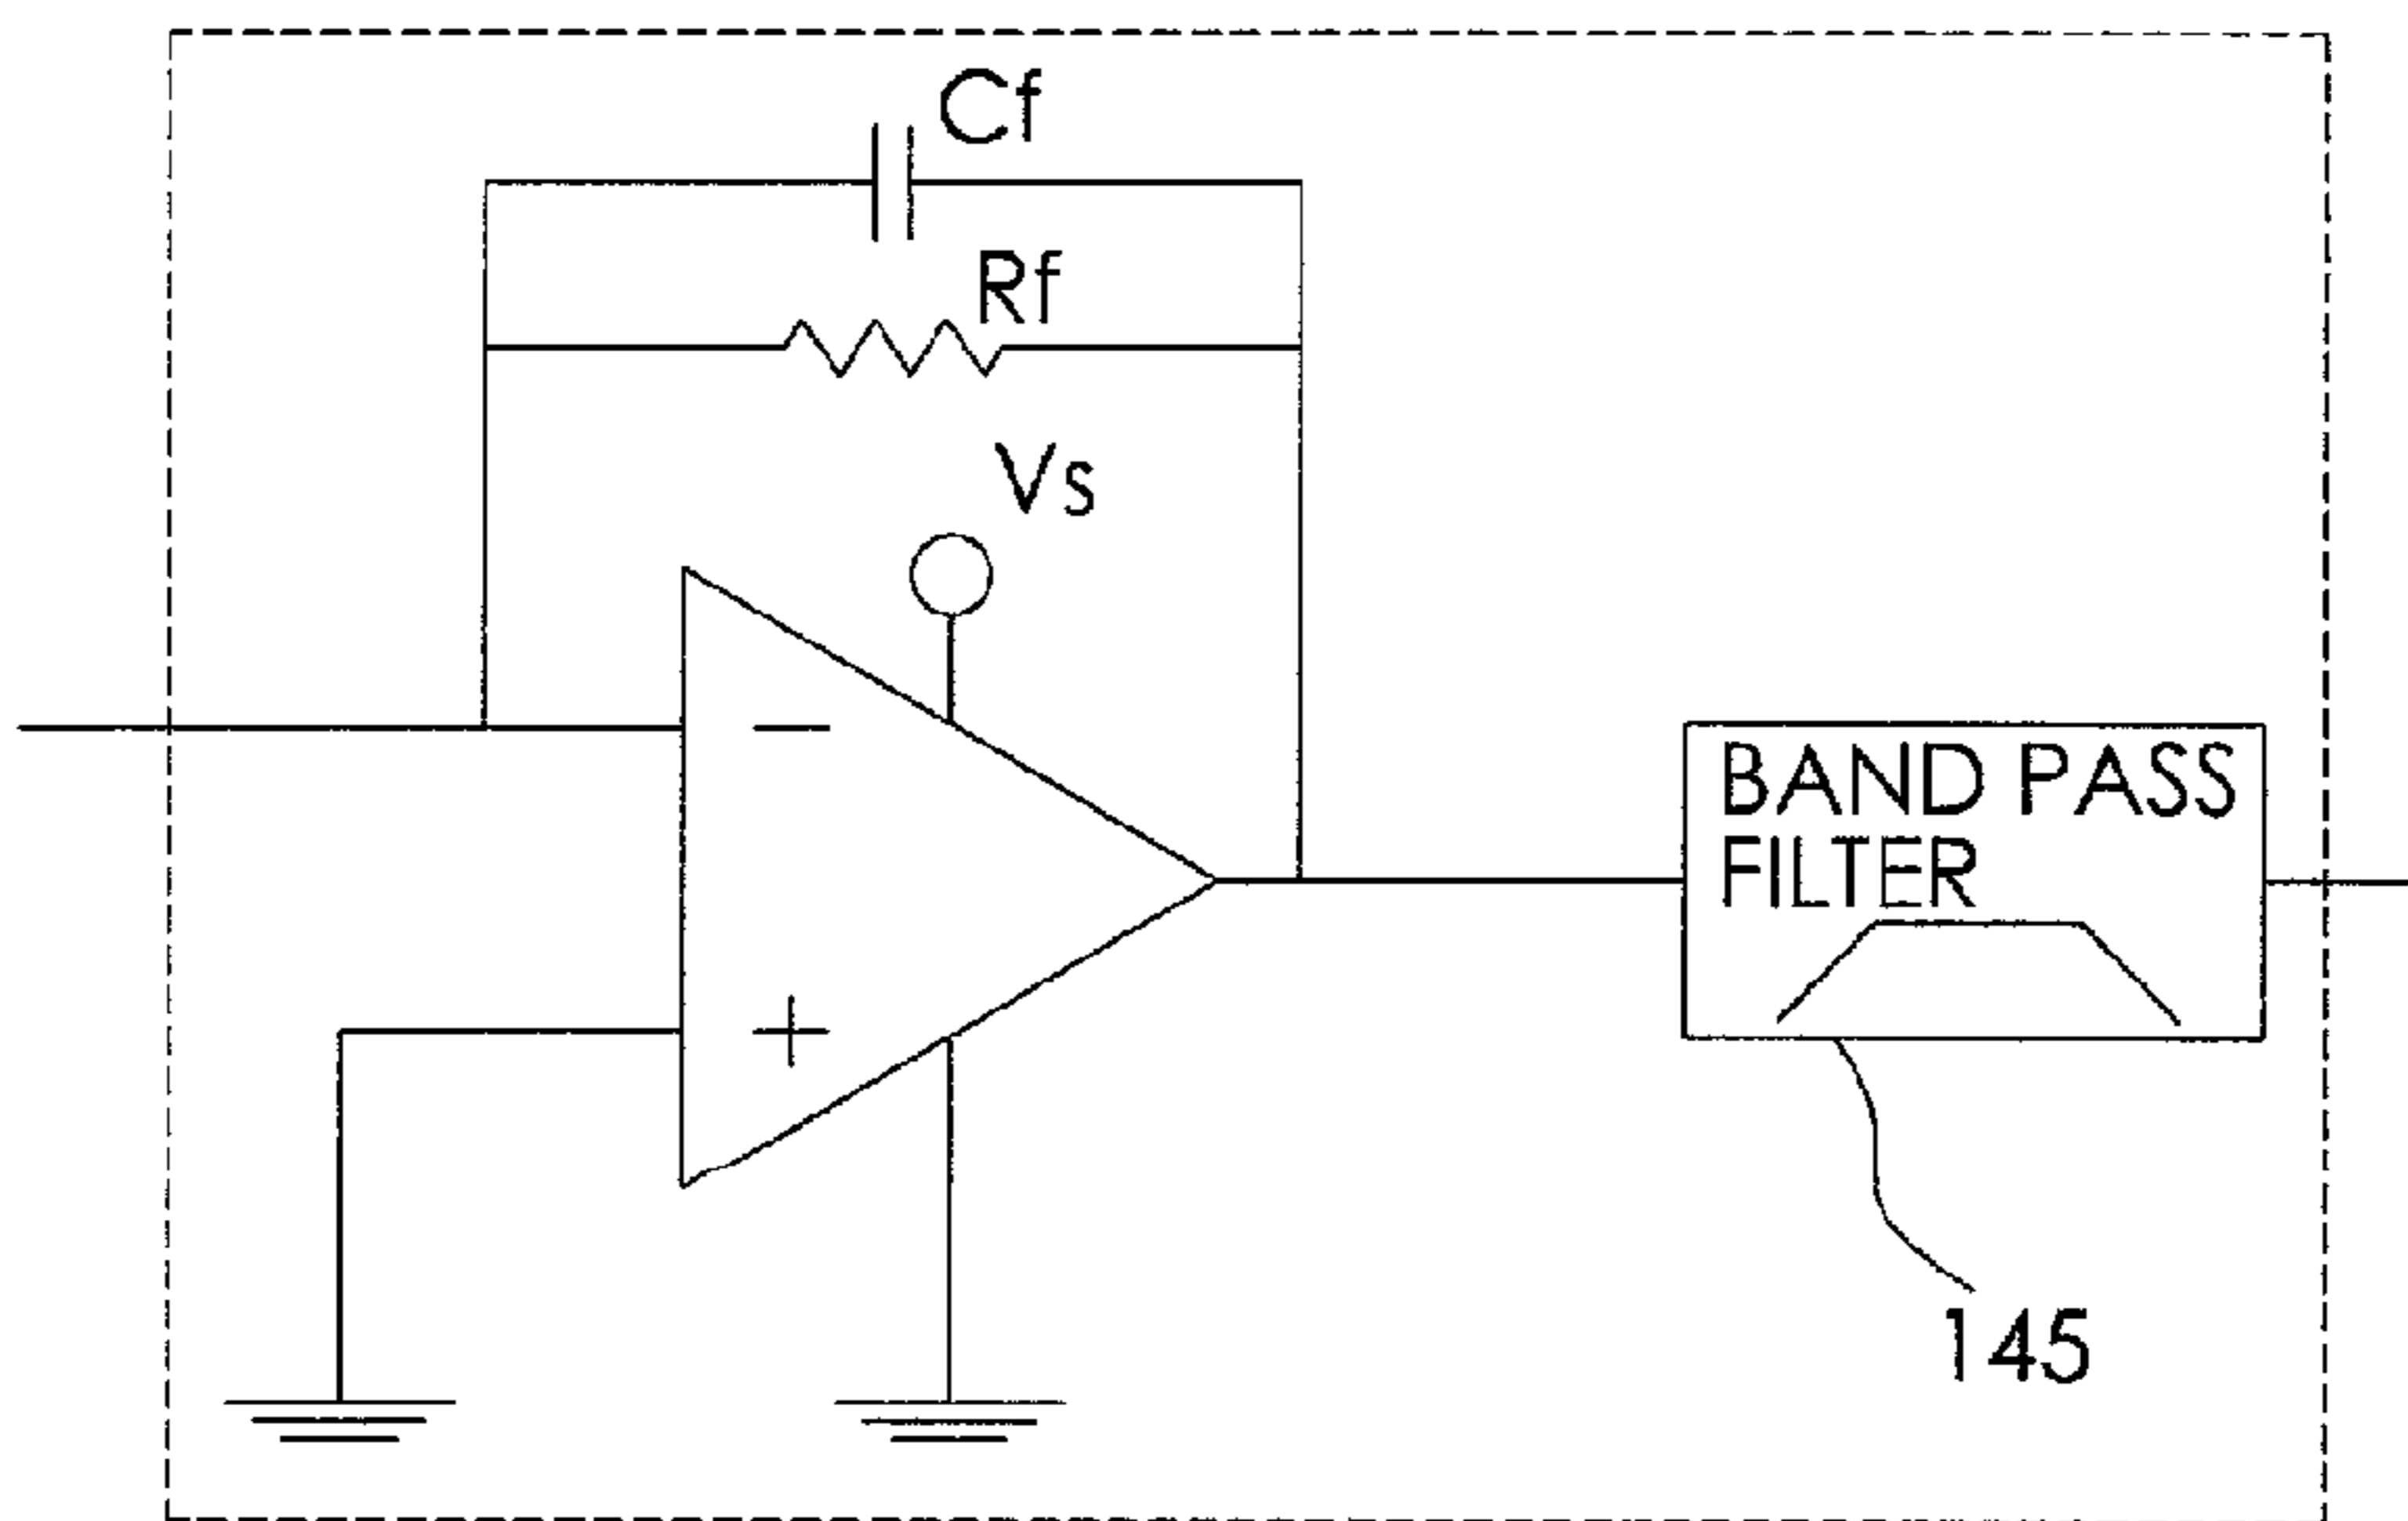 Cf
Rf
Vs
−
+
BAND PASS
FILTER
145